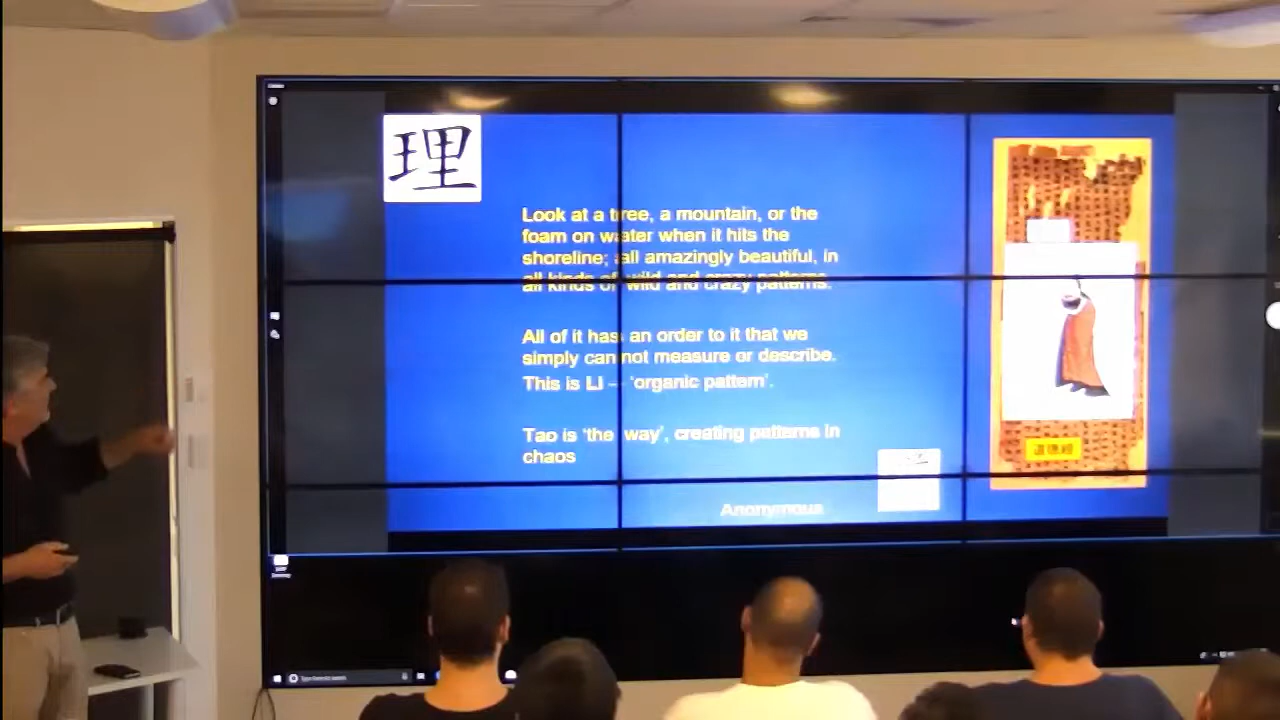 理
Look at a tree, a mountain, or the
foam on water when it hits the
shoreline; all amazingly beautiful, in
all kinds of wild and crazy patterns.
All of it has an order to it that we
simply cannot measure or describe.
This is LI – 'organic pattern'.
Tao is 'the way', creating patterns in
chaos
Anonymous